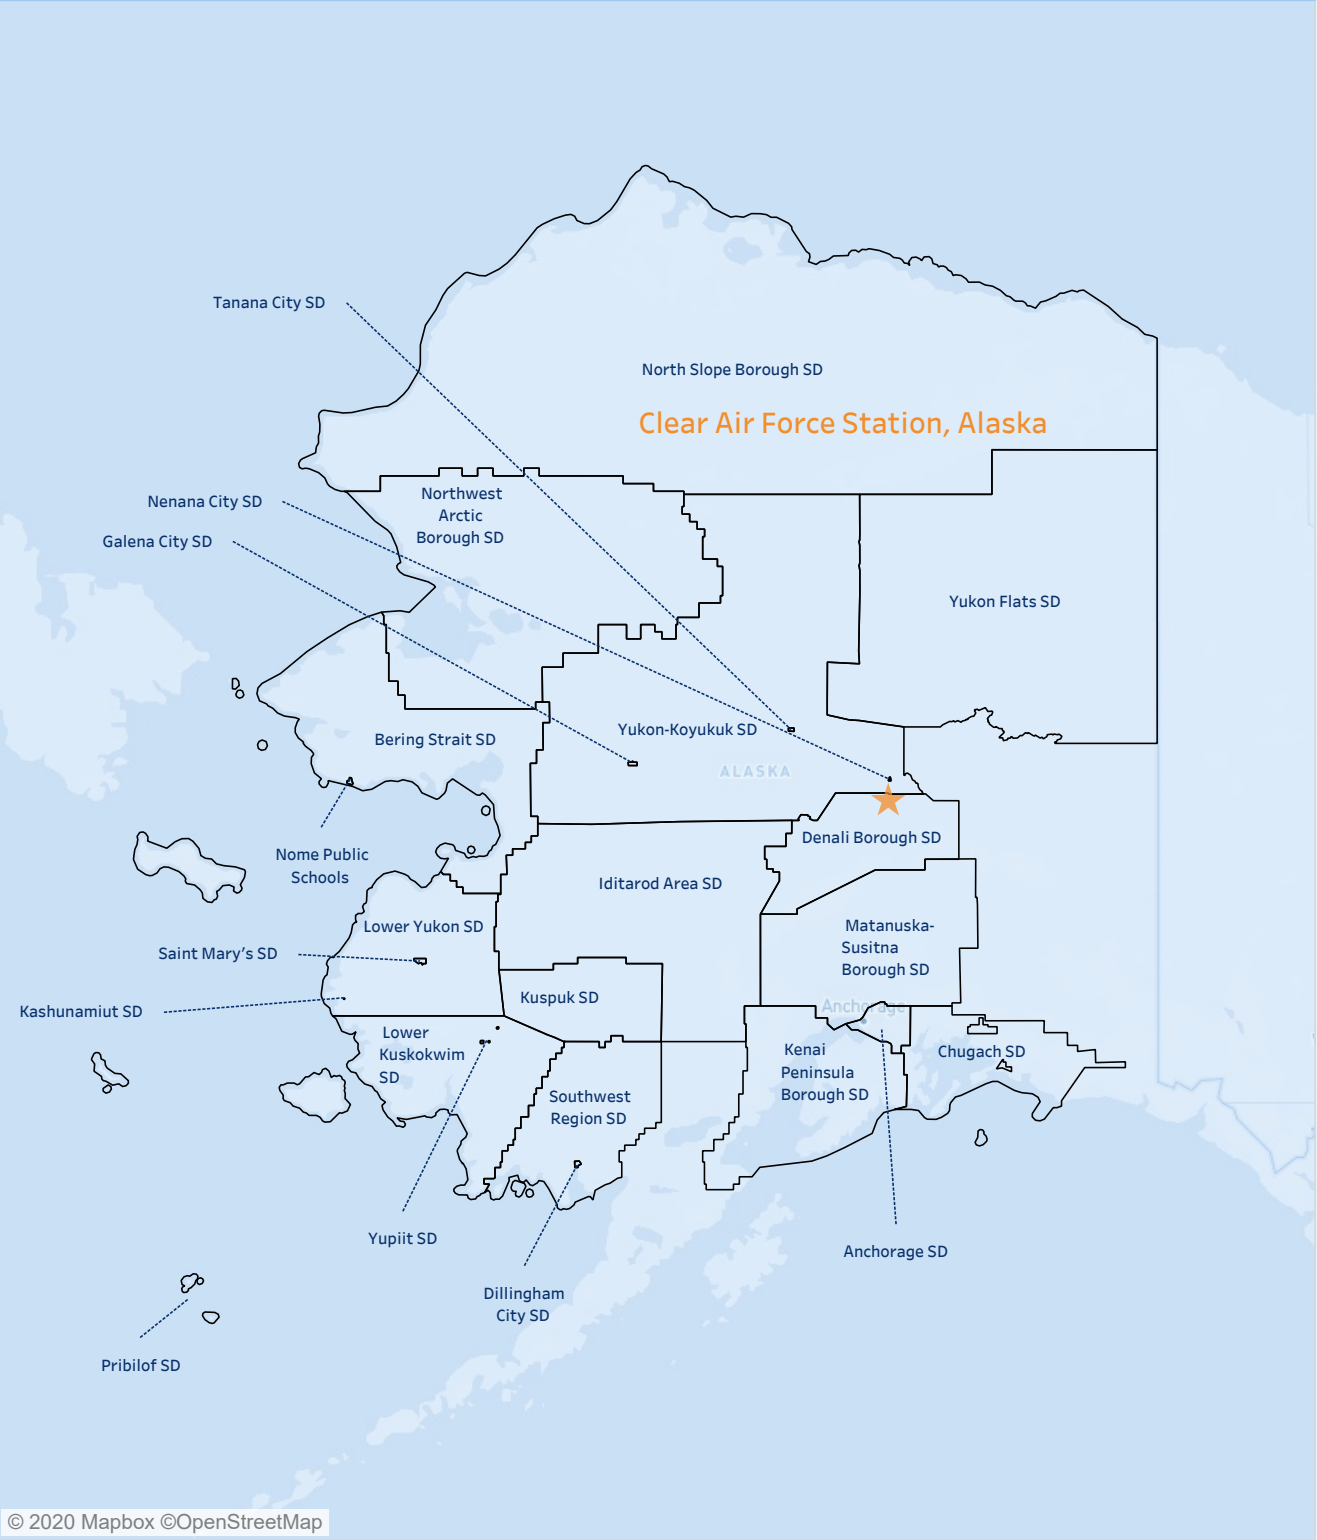 Tanana City SD
North Slope Borough SD
Clear Air Force Station, Alaska
Northwest
Arctic
Borough SD
Nenana City SD
Galena City SD
Yukon Flats SD
Yukon-Koyukuk SD
Bering Strait SD
ALASKA
Denali Borough SD
Nome Public
Schools
Iditarod Area SD
Lower Yukon SD
Matanuska-
Susitna
Borough SD
Saint Mary's SD
Kuspuk SD
Anchorage
Kashunamiut SD
Lower
Kuskokwim
SD
Kenai
Peninsula
Borough SD
Chugach SD
Southwest
Region SD
Yupiit SD
Anchorage SD
Dillingham
City SD
Pribilof SD
© 2020 Mapbox ©OpenStreetMap